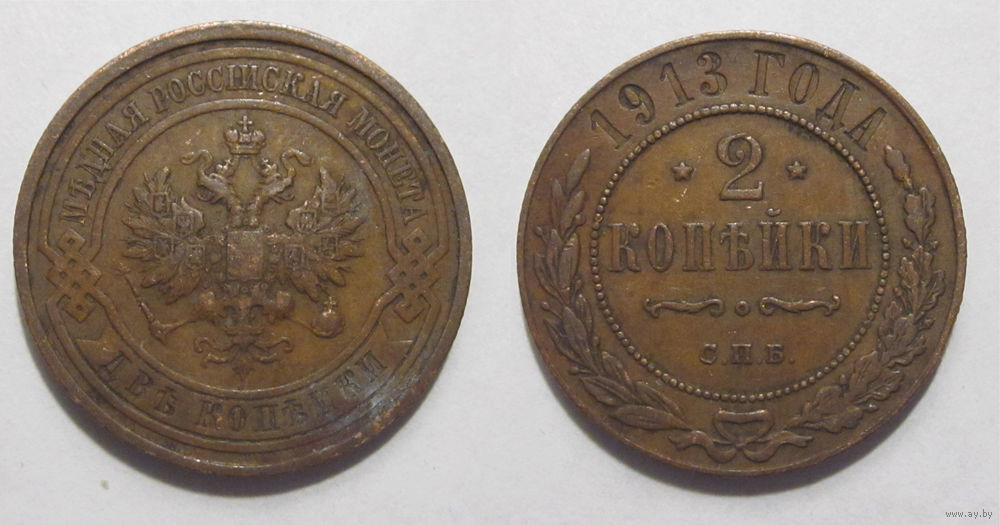 МѢДНАЯ РОССІЙСКАЯ МОНЕТА
ДВѢ КОПѢЙКИ
1913 ГОДА
2
КОПѢЙКИ
С.П.Б.
www.ay.by